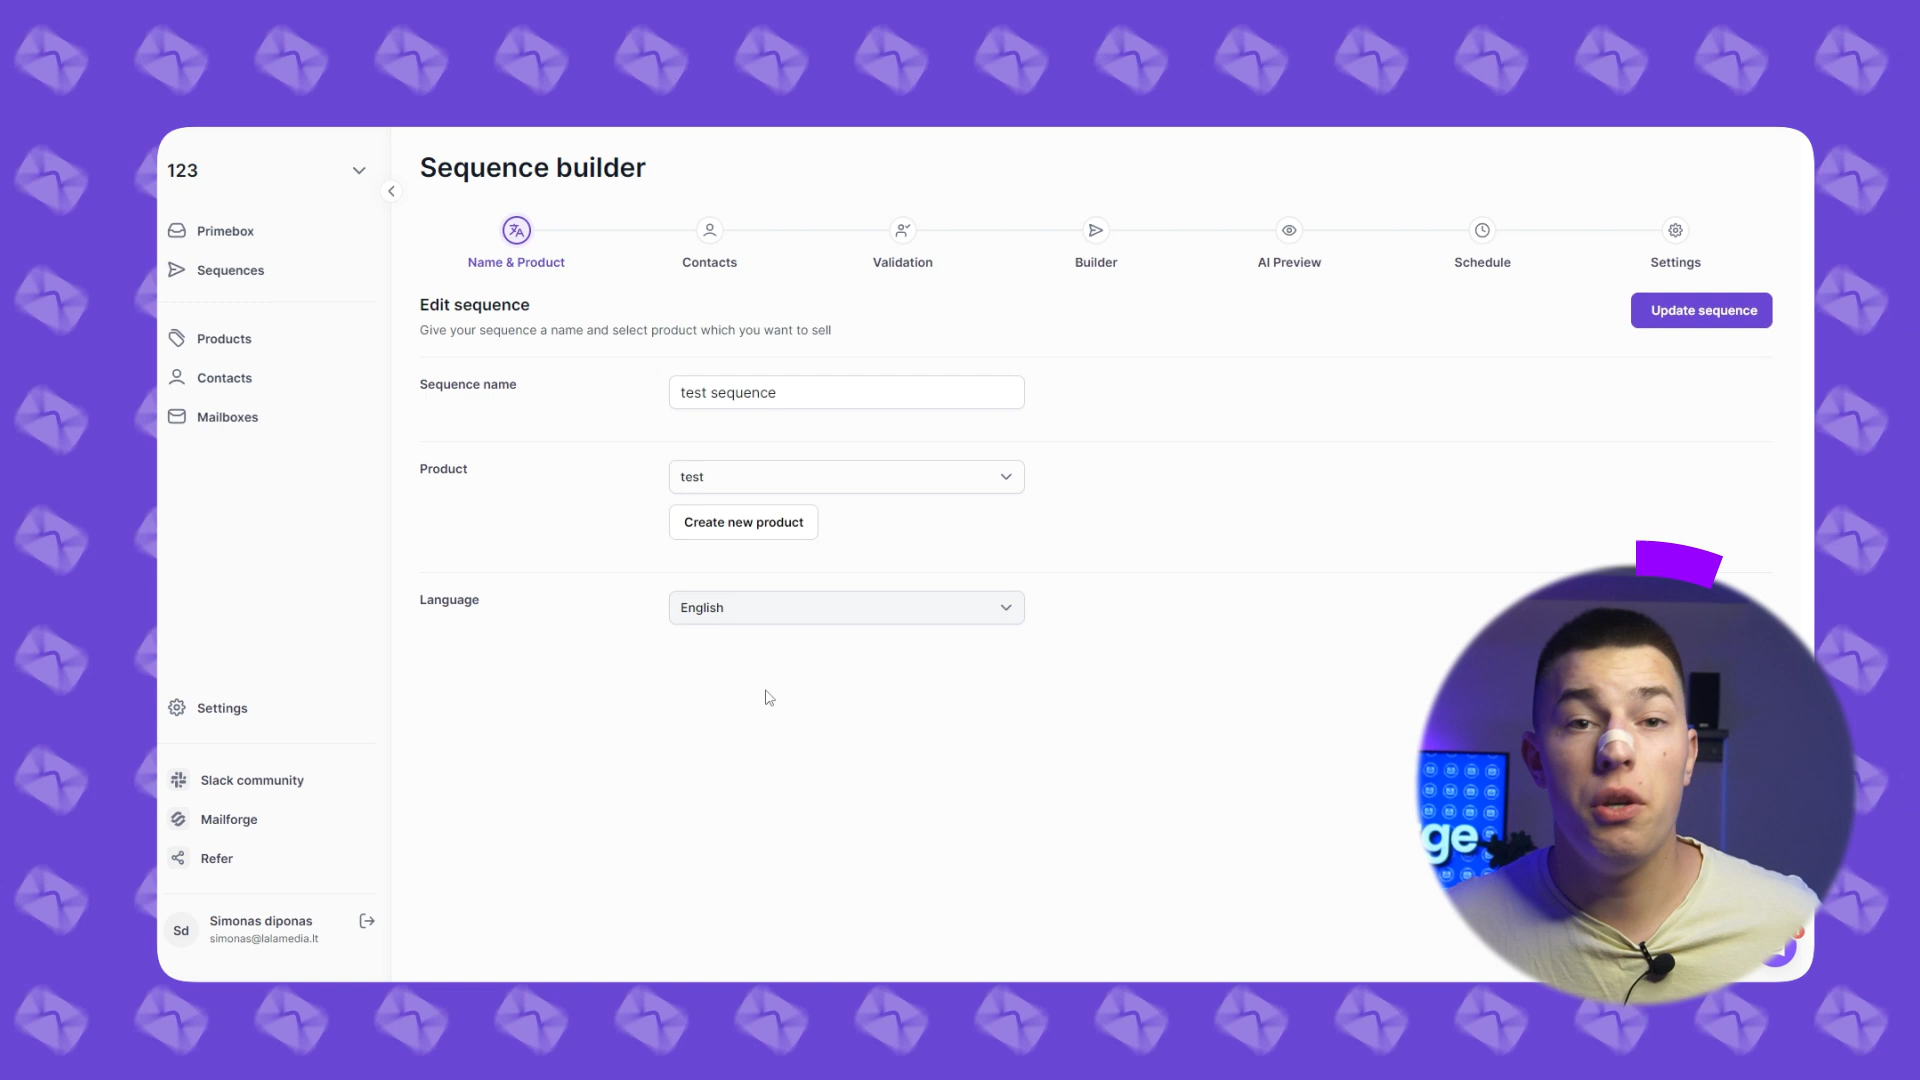 123
Primebox
Sequences
Products
Contacts
Mailboxes
Settings
Slack community
Mailforge
Refer
Sd
Simonas diponas
simonas@lalamedia.lt
Sequence builder
Name & Product
Contacts
Validation
Builder
AI Preview
Schedule
Settings
Edit sequence
Give your sequence a name and select product which you want to sell
Update sequence
Sequence name
test sequence
Product
test
Create new product
Language
English
ge